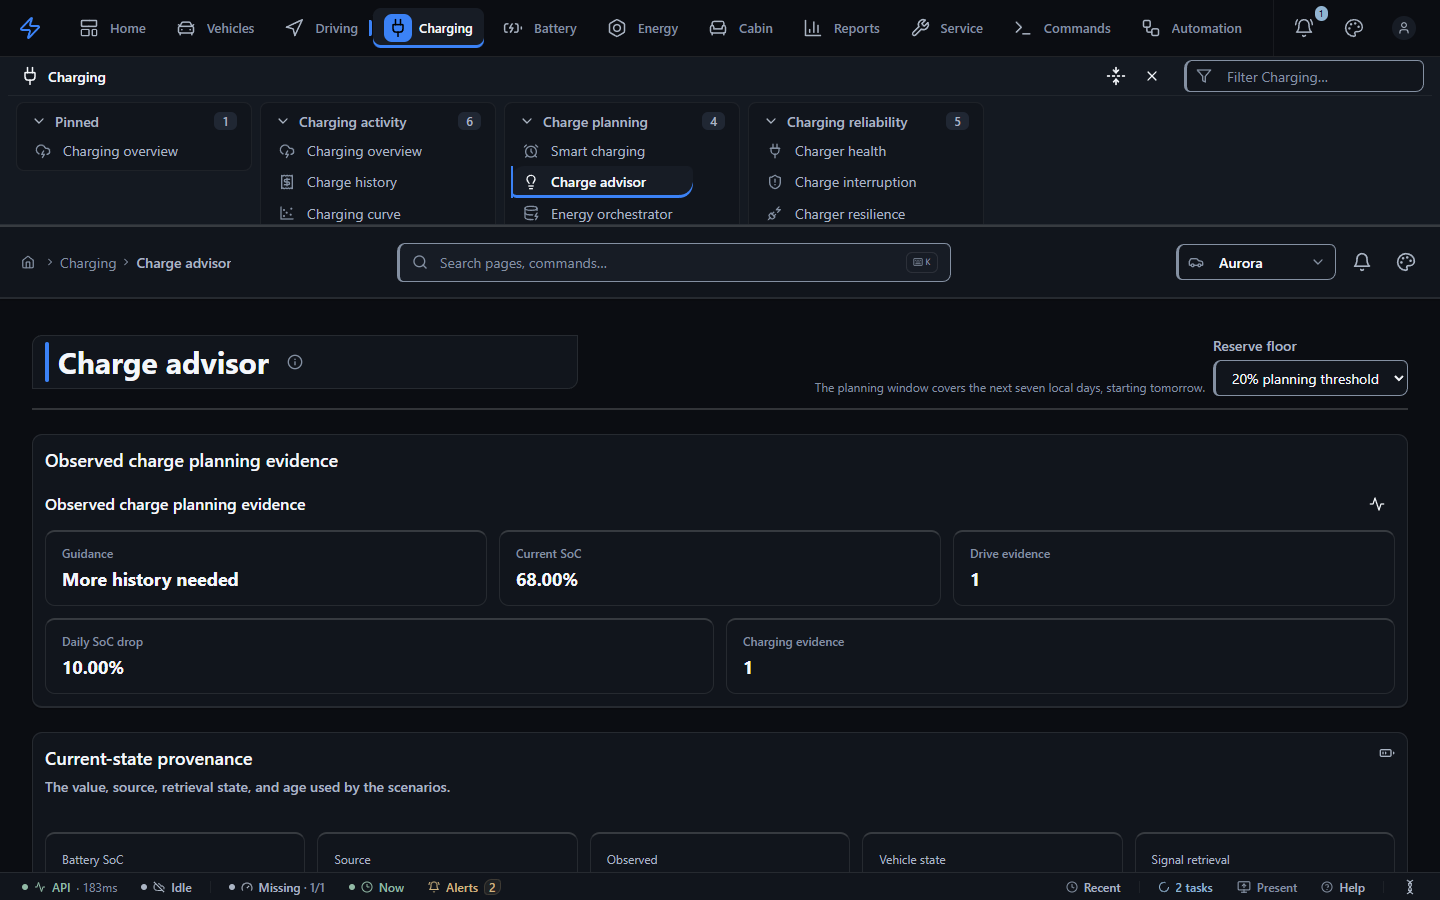 Home
Vehicles
Driving
Charging
Battery
Energy
Cabin
Reports
Service
Commands
Automation
1
Charging
Filter Charging...
Pinned 1
Charging overview
Charging activity 6
Charging overview
Charge history
Charging curve
Charge planning 4
Smart charging
Charge advisor
Energy orchestrator
Charging reliability 5
Charger health
Charge interruption
Charger resilience
Charging
Charge advisor
Search pages, commands...
K
Aurora
Charge advisor
The planning window covers the next seven local days, starting tomorrow.
Reserve floor
20% planning threshold
Observed charge planning evidence
Observed charge planning evidence
Guidance
More history needed
Current SoC
68.00%
Drive evidence
1
Daily SoC drop
10.00%
Charging evidence
1
Current-state provenance
The value, source, retrieval state, and age used by the scenarios.
Battery SoC
Source
Observed
Vehicle state
Signal retrieval
API · 183ms
Idle
Missing · 1/1
Now
Alerts 2
Recent
2 tasks
Present
Help